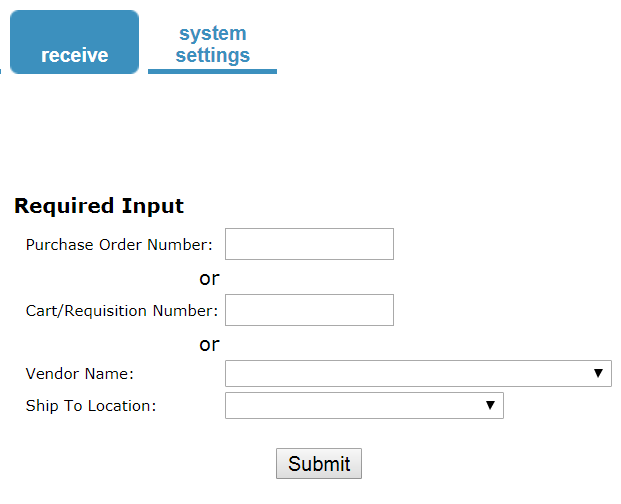 receive
system
settings
Required Input
Purchase Order Number:
or
Cart/Requisition Number:
or
Vendor Name:
Ship To Location:
Submit